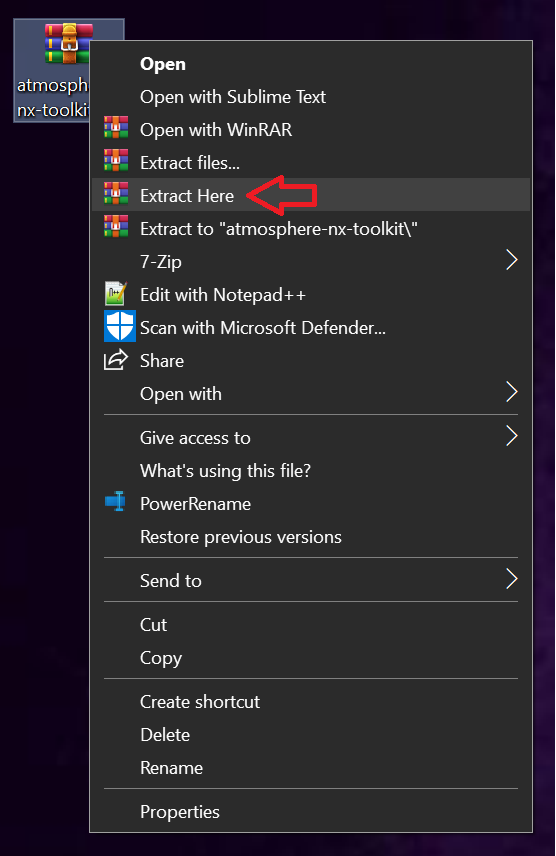 atmosph
nx-toolki
Open
Open with Sublime Text
Open with WinRAR
Extract files...
Extract Here
Extract to "atmosphere-nx-toolkit\"
7-Zip
Edit with Notepad++
Scan with Microsoft Defender...
Share
Open with
Give access to
What's using this file?
PowerRename
Restore previous versions
Send to
Cut
Copy
Create shortcut
Delete
Rename
Properties